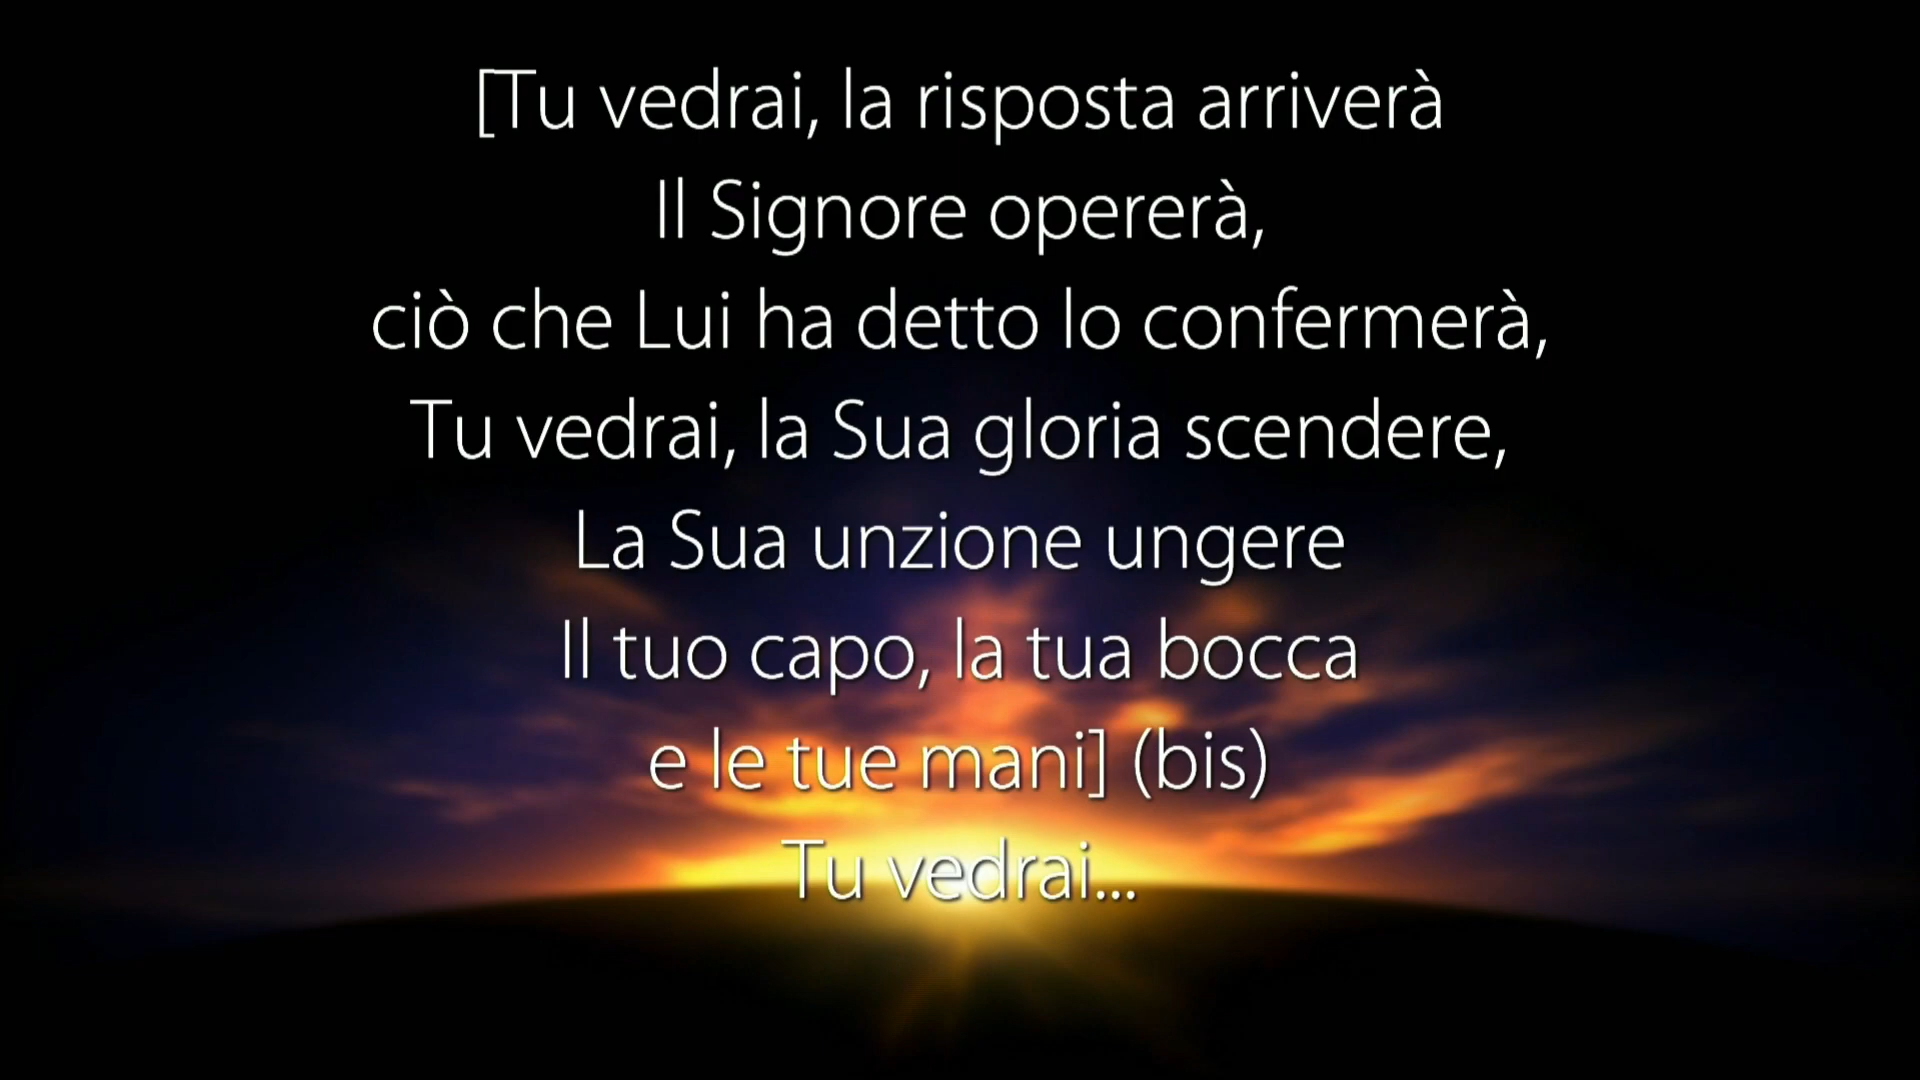 [Tu vedrai, la risposta arriverà
Il Signore opererà,
ciò che Lui ha detto lo confermerà,
Tu vedrai, la Sua gloria scendere,
La Sua unzione ungere
Il tuo capo, la tua bocca
e le tue mani] (bis)
Tu vedrai...